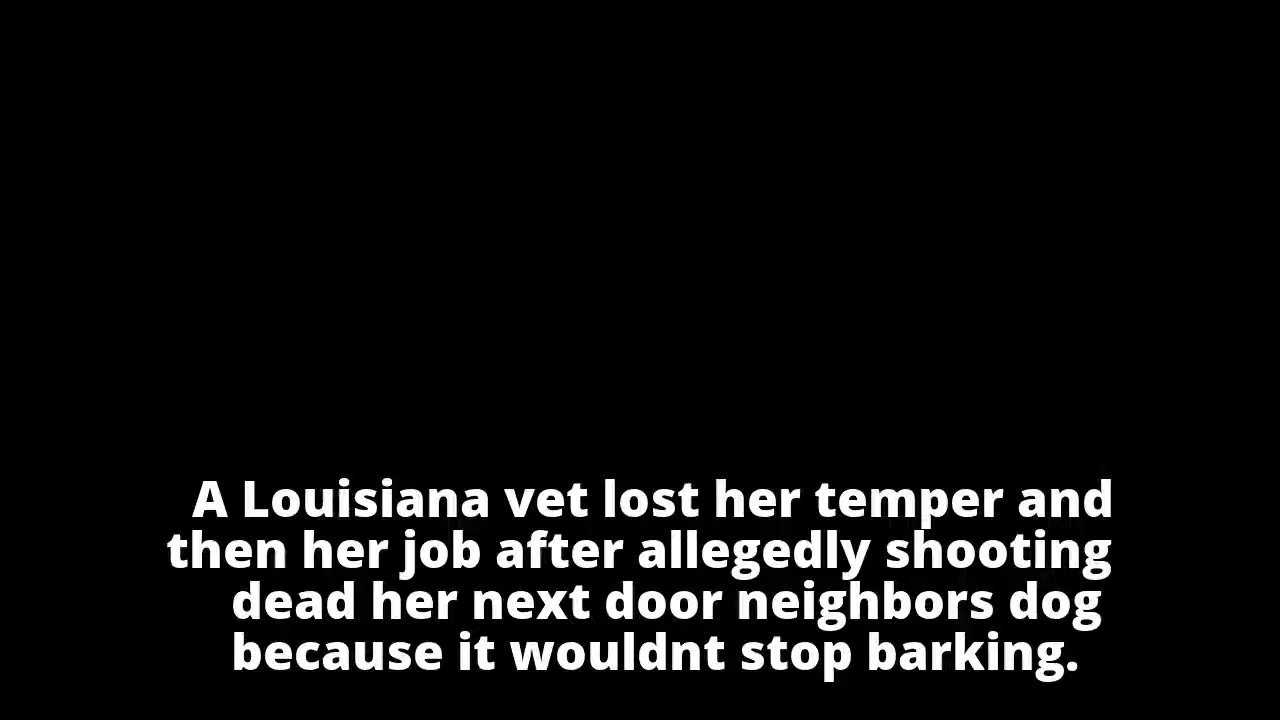 A Louisiana vet lost her temper and
then her job after allegedly shooting
dead her next door neighbors dog
because it wouldnt stop barking.